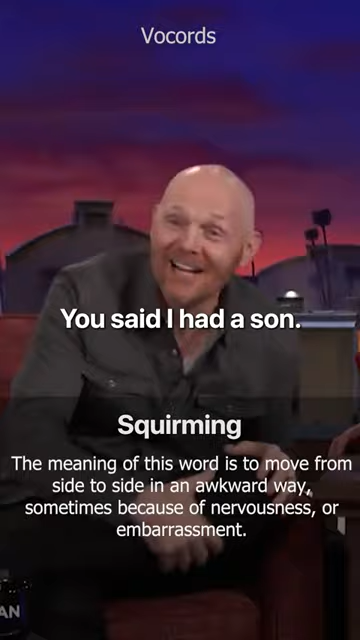 Vocords
You said I had a son.
Squirming
The meaning of this word is to move from
side to side in an awkward way,
sometimes because of nervousness, or
embarrassment.
AN